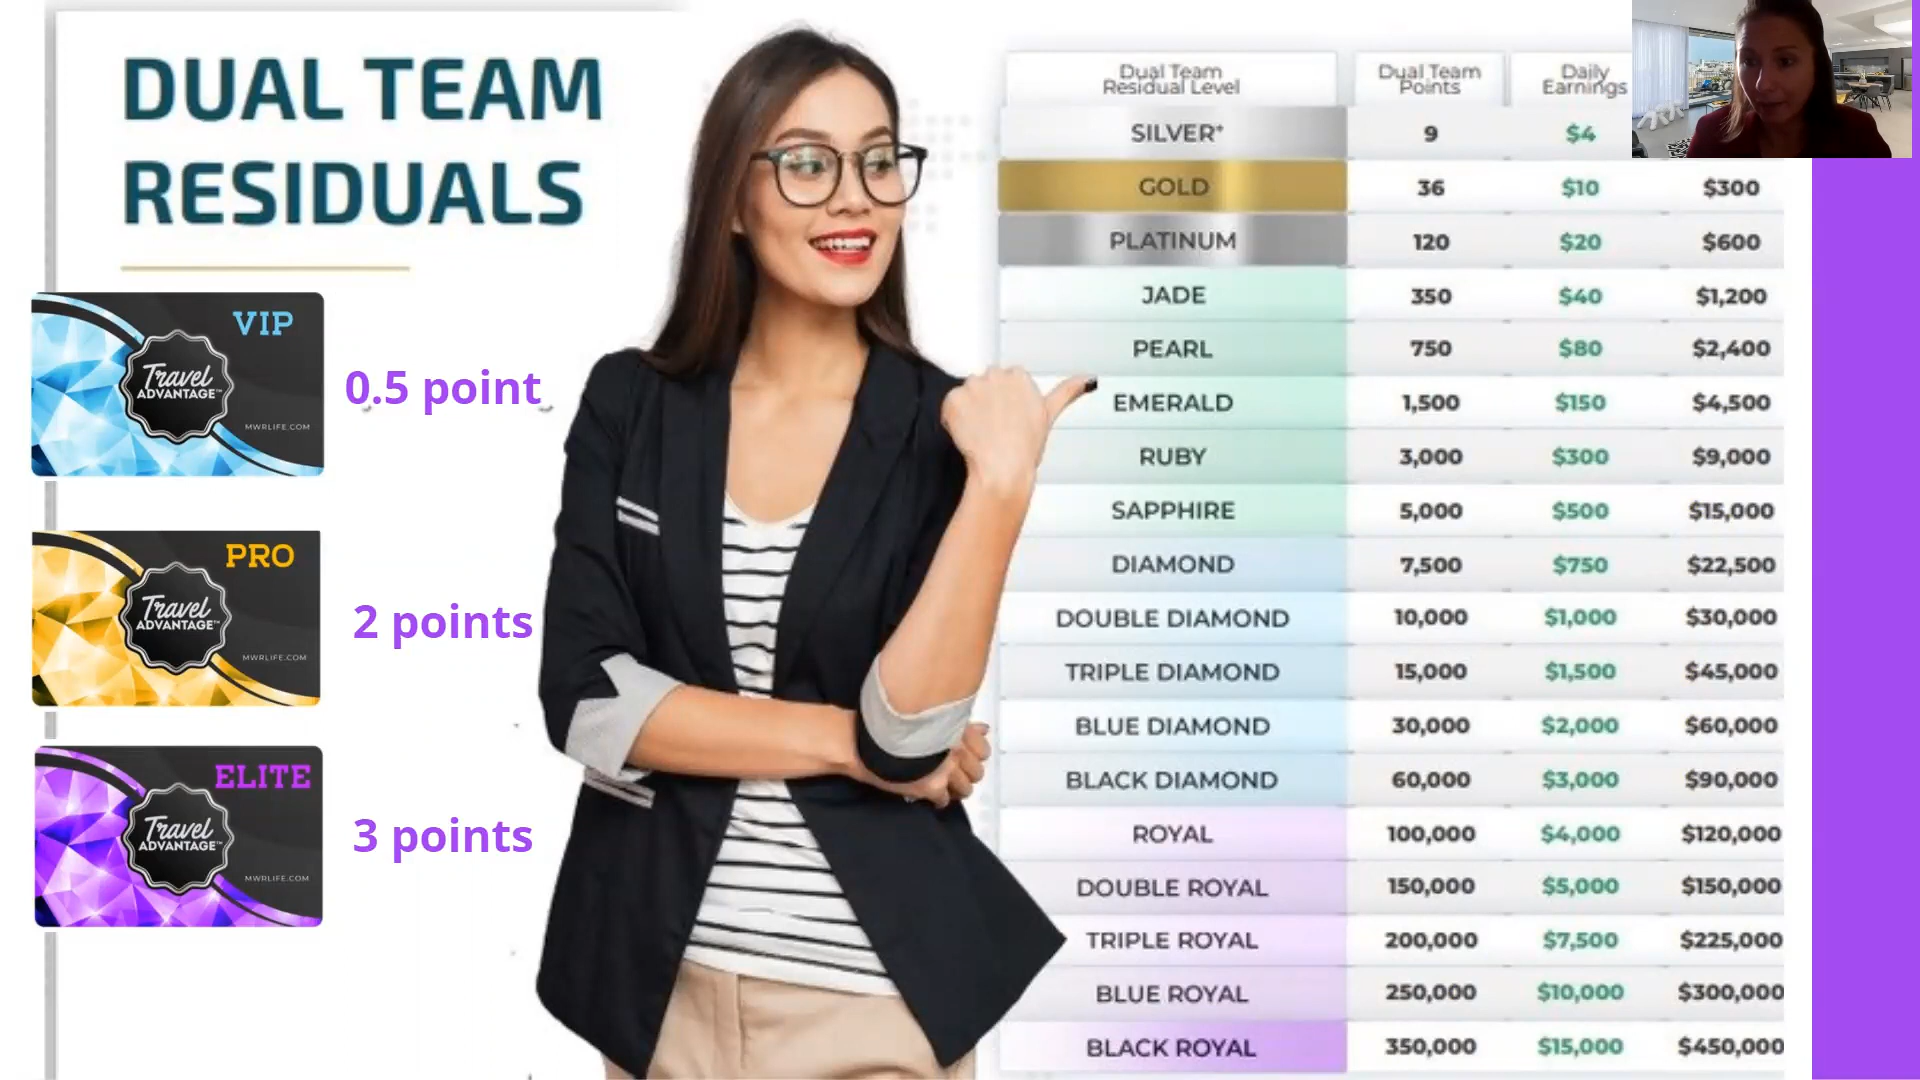 DUAL TEAM
RESIDUALS
VIP
Travel
ADVANTAGE™
MWRLIFE.COM
0.5 point
PRO
Travel
ADVANTAGE™
MWRLIFE.COM
2 points
ELITE
Travel
ADVANTAGE™
MWRLIFE.COM
3 points
Dual Team
Residual Level
Dual Team
Points
Daily
Earnings
SILVER* 9 $4
GOLD 36 $10 $300
PLATINUM 120 $20 $600
JADE 350 $40 $1,200
PEARL 750 $80 $2,400
EMERALD 1,500 $150 $4,500
RUBY 3,000 $300 $9,000
SAPPHIRE 5,000 $500 $15,000
DIAMOND 7,500 $750 $22,500
DOUBLE DIAMOND 10,000 $1,000 $30,000
TRIPLE DIAMOND 15,000 $1,500 $45,000
BLUE DIAMOND 30,000 $2,000 $60,000
BLACK DIAMOND 60,000 $3,000 $90,000
ROYAL 100,000 $4,000 $120,000
DOUBLE ROYAL 150,000 $5,000 $150,000
TRIPLE ROYAL 200,000 $7,500 $225,000
BLUE ROYAL 250,000 $10,000 $300,000
BLACK ROYAL 350,000 $15,000 $450,000